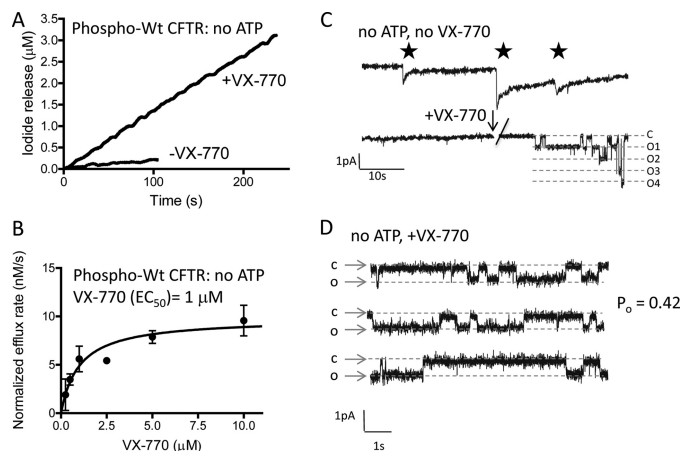 A
Phospho-Wt CFTR: no ATP
3.5
3.0
2.5
2.0
1.5
1.0
0.5
0.0
Iodide release (µM)
+VX-770
-VX-770
0
100
200
Time (s)
B
Phospho-Wt CFTR: no ATP
VX-770 (EC50)= 1 µM
15
10
5
0
Normalized efflux rate (nM/s)
0.0
2.5
5.0
7.5
10.0
VX-770 (µM)
C
no ATP, no VX-770
+VX-770
C
O1
O2
O3
O4
1pA
10s
D
no ATP, +VX-770
C
O
C
O
C
O
Po = 0.42
1pA
1s